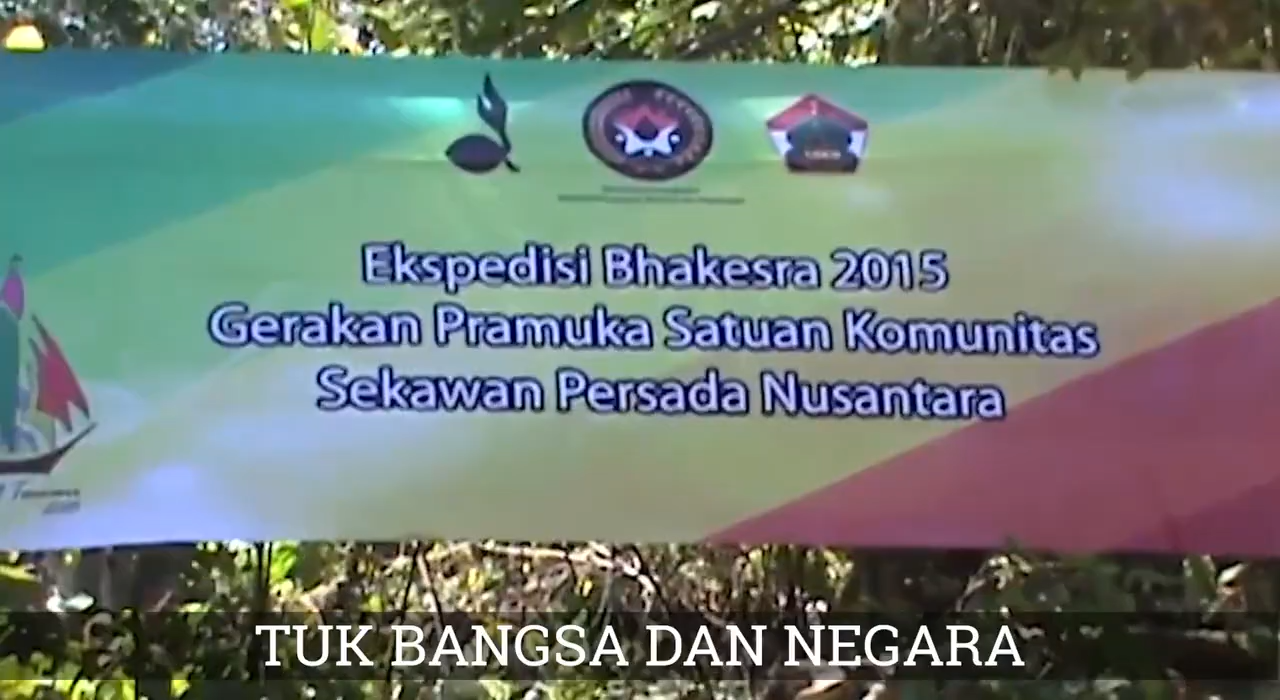 Ekspedisi Bhakesra 2015
Gerakan Pramuka Satuan Komunitas
Sekawan Persada Nusantara
TUK BANGSA DAN NEGARA